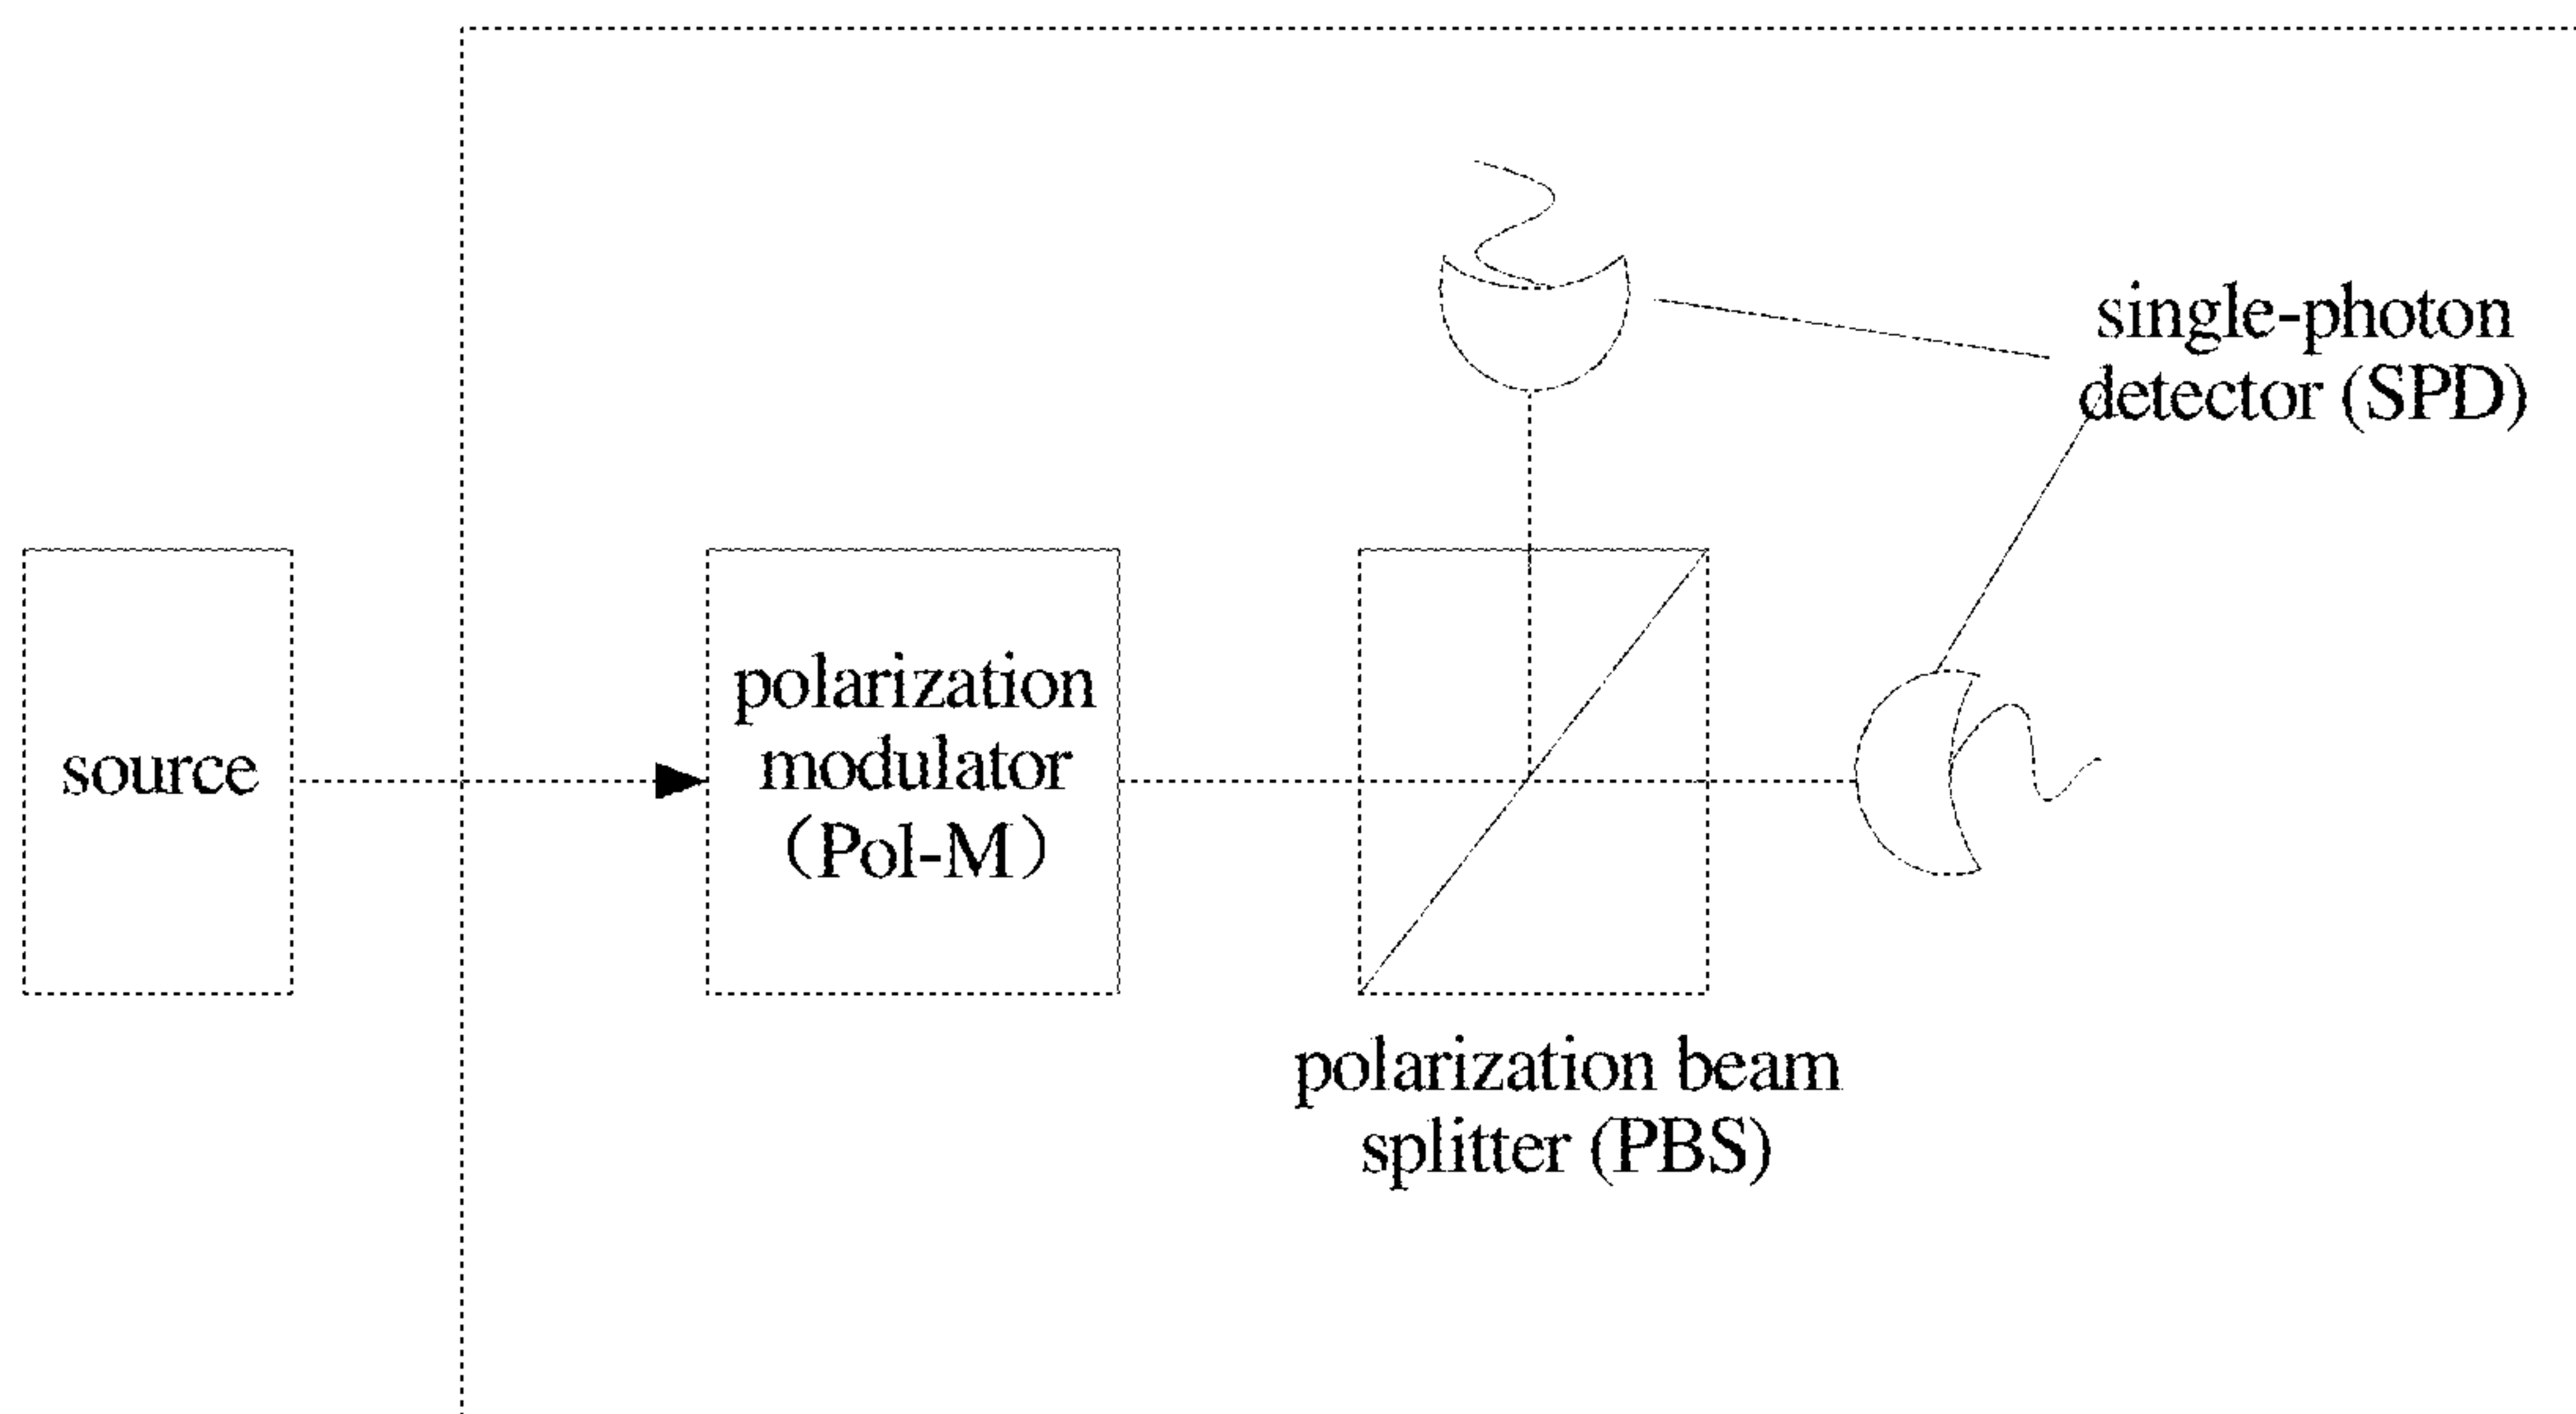 single-photon
detector (SPD)
source
polarization
modulator
（Pol-M）
polarization beam
splitter (PBS)